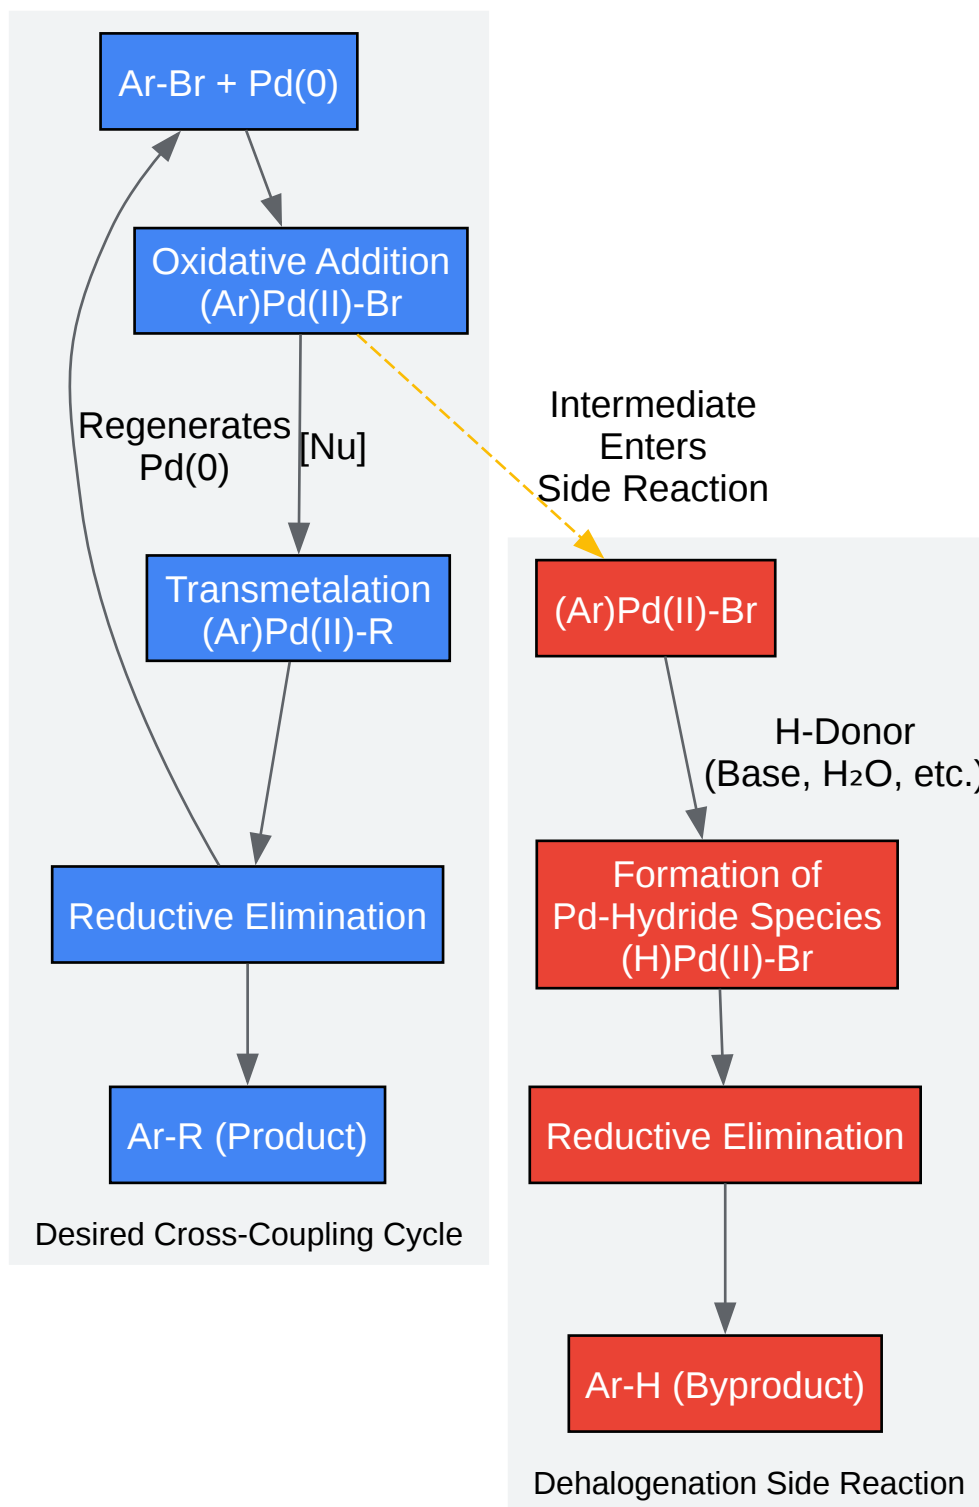 Ar-Br + Pd(0)
Oxidative Addition
(Ar)Pd(II)-Br
Regenerates
Pd(0)
[Nu]
Transmetalation
(Ar)Pd(II)-R
Reductive Elimination
Ar-R (Product)
Desired Cross-Coupling Cycle
Intermediate
Enters
Side Reaction
(Ar)Pd(II)-Br
H-Donor
(Base, H₂O, etc.)
Formation of
Pd-Hydride Species
(H)Pd(II)-Br
Reductive Elimination
Ar-H (Byproduct)
Dehalogenation Side Reaction